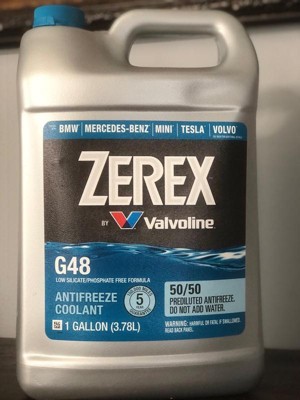 BMW | MERCEDES-BENZ | MINI | TESLA | VOLVO
ZEREX
BY Valvoline
G48
LOW SILICATE/PHOSPHATE FREE FORMULA
ANTIFREEZE
COOLANT
5
1 GALLON (3.78L)
50/50
PREDILUTED ANTIFREEZE.
DO NOT ADD WATER.
WARNING: HARMFUL OR FATAL IF SWALLOWED.
READ BACK PANEL.